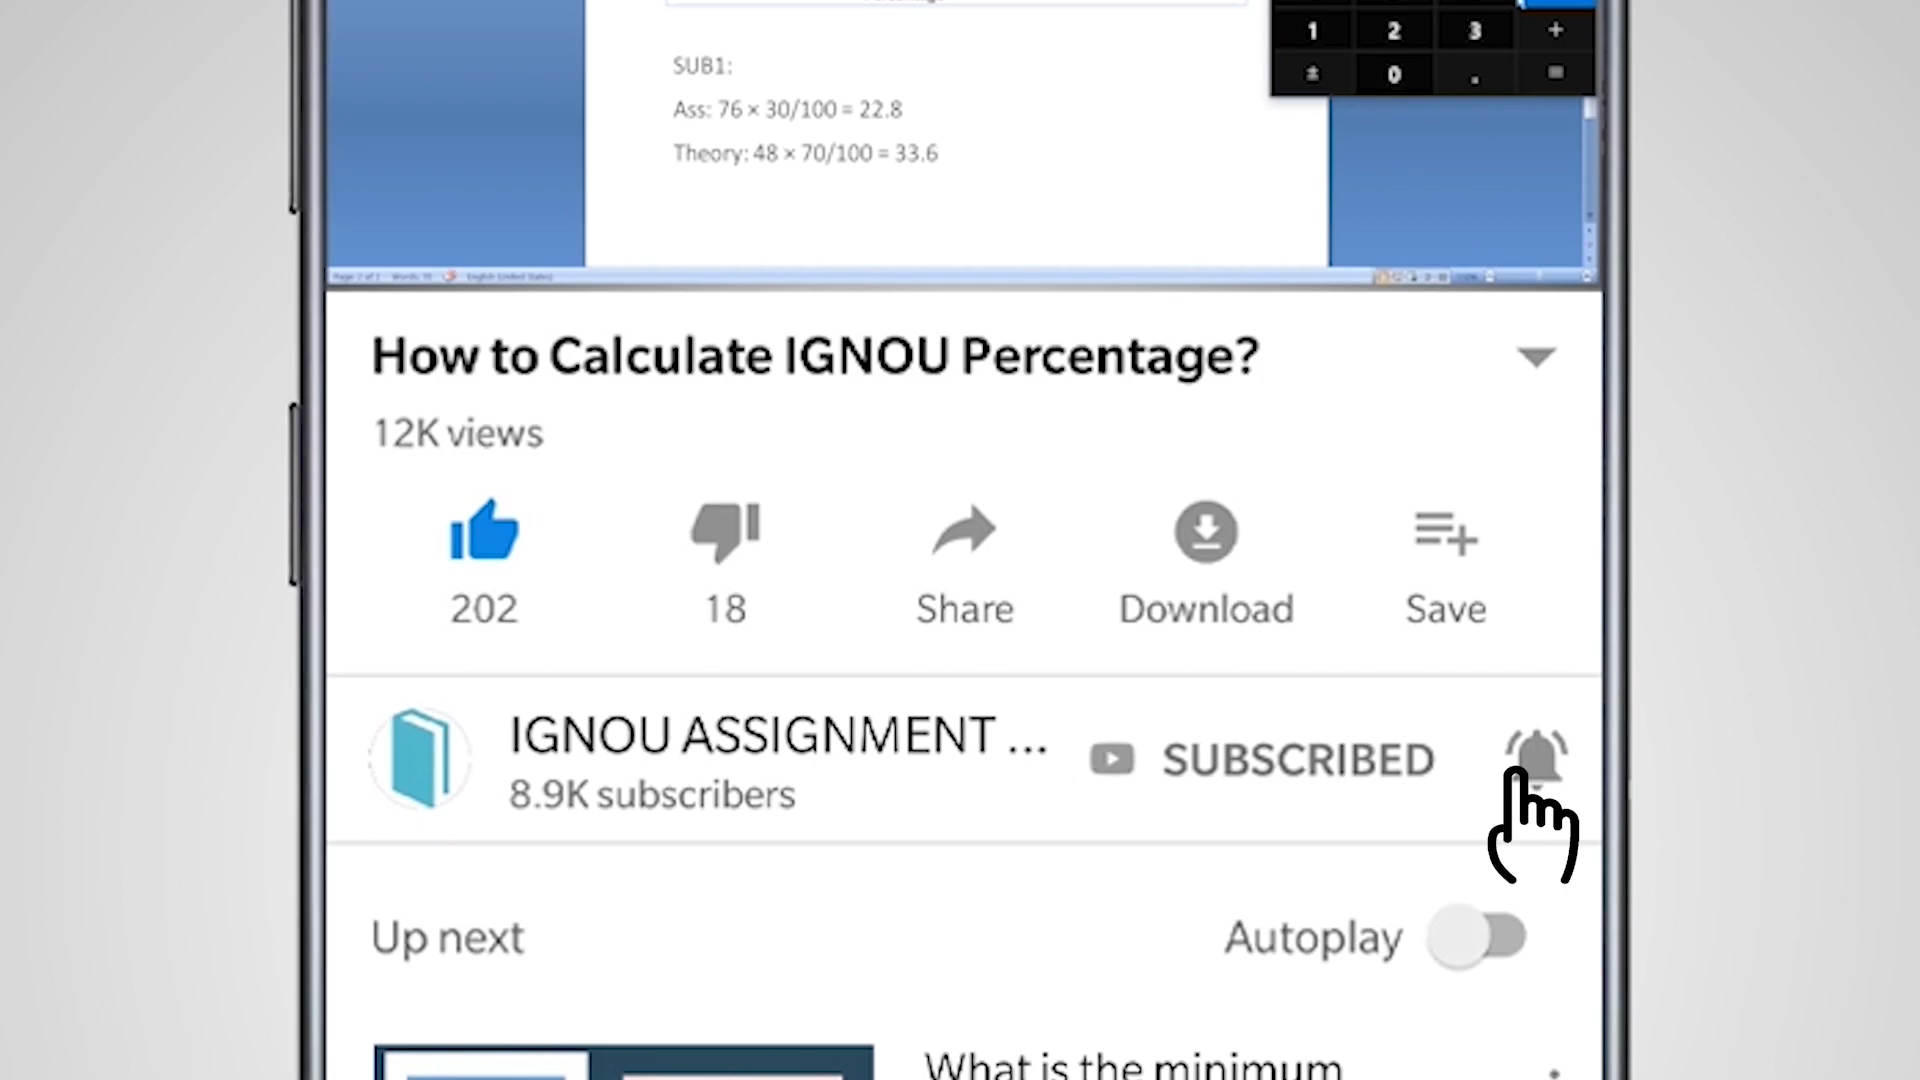 SUB1:
Ass: 76 × 30/100 = 22.8
Theory: 48 × 70/100 = 33.6
1 2 3 +
± 0 . =
How to Calculate IGNOU Percentage?
12K views
202 18 Share Download Save
IGNOU ASSIGNMENT ...
SUBSCRIBED
8.9K subscribers
Up next
Autoplay
What is the minimum